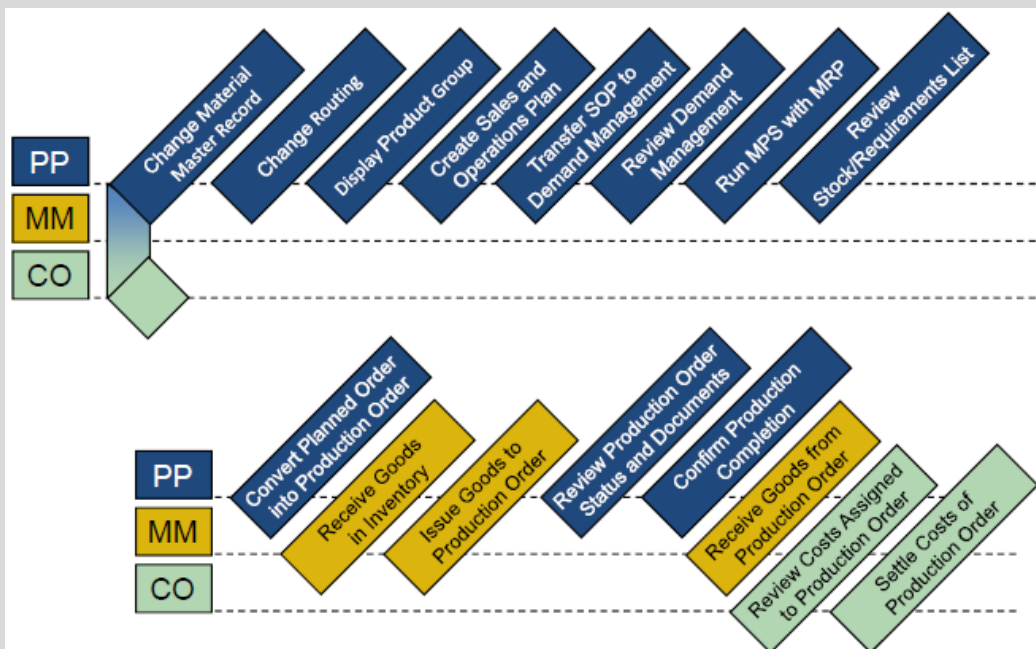 Change Material
Master Record
Change Routing
Display Product Group
Create Sales and
Operations Plan
Transfer SOP to
Demand Management
Review Demand
Management
Run MPS with MRP
Review
Stock/Requirements List
PP
MM
CO
Convert Planned Order
into Production Order
Receive Goods
in Inventory
Issue Goods to
Production Order
Review Production Order
Status and Documents
Confirm Production
Completion
Receive Goods from
Production Order
Review Costs Assigned
to Production Order
Settle Costs of
Production Order
PP
MM
CO